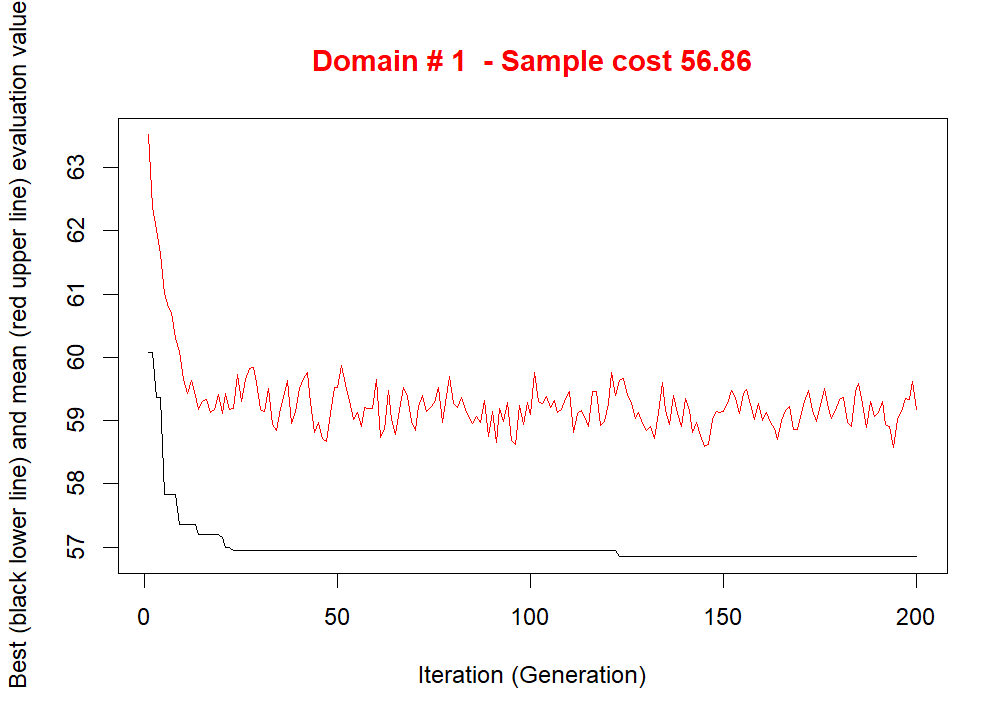 Domain # 1  - Sample cost 56.86
Best (black lower line) and mean (red upper line) evaluation value
63
62
61
60
59
58
57
0 50 100 150 200
Iteration (Generation)